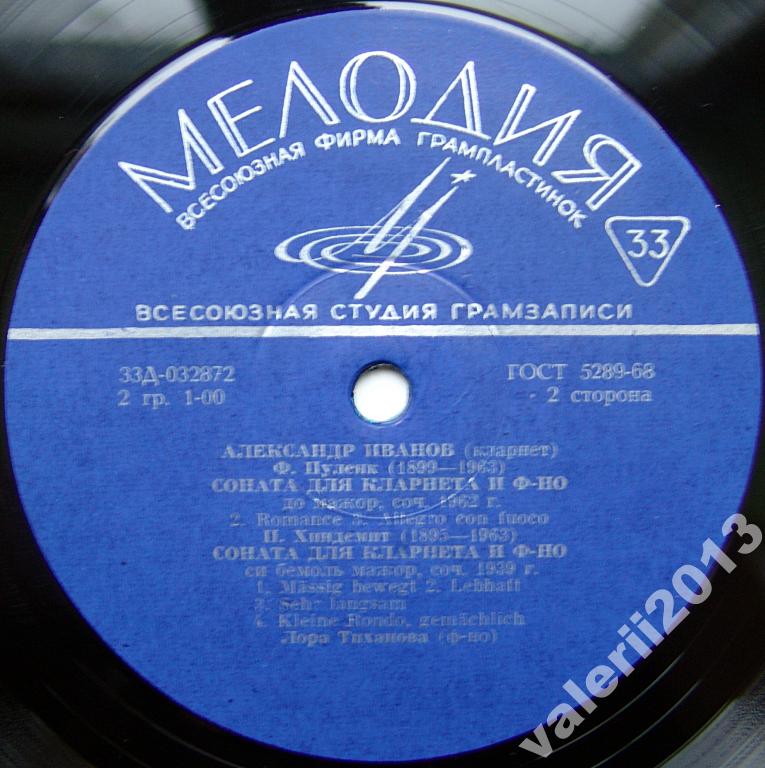 МЕЛОДИЯ
ВСЕСОЮЗНАЯ ФИРМА ГРАМПЛАСТИНОК
33
ВСЕСОЮЗНАЯ СТУДИЯ ГРАМЗАПИСИ
33Д-032872
ГОСТ 5289-68
2 гр. 1-00
2 сторона
АЛЕКСАНДР ИВАНОВ (кларнет)
Ф. Пуленк (1899—1963)
СОНАТА ДЛЯ КЛАРНЕТА И Ф-НО
до мажор, соч. 1962 г.
2. Romance 3. Allegro con fuoco
П. Хиндемит (1895—1963)
СОНАТА ДЛЯ КЛАРНЕТА И Ф-НО
си бемоль мажор, соч. 1939 г.
1. Mässig bewegt 2. Lebhaft
3. Sehr langsam
4. Kleine Rondo, gemächlich
Лора Тиханова (ф-но)
valerii2013